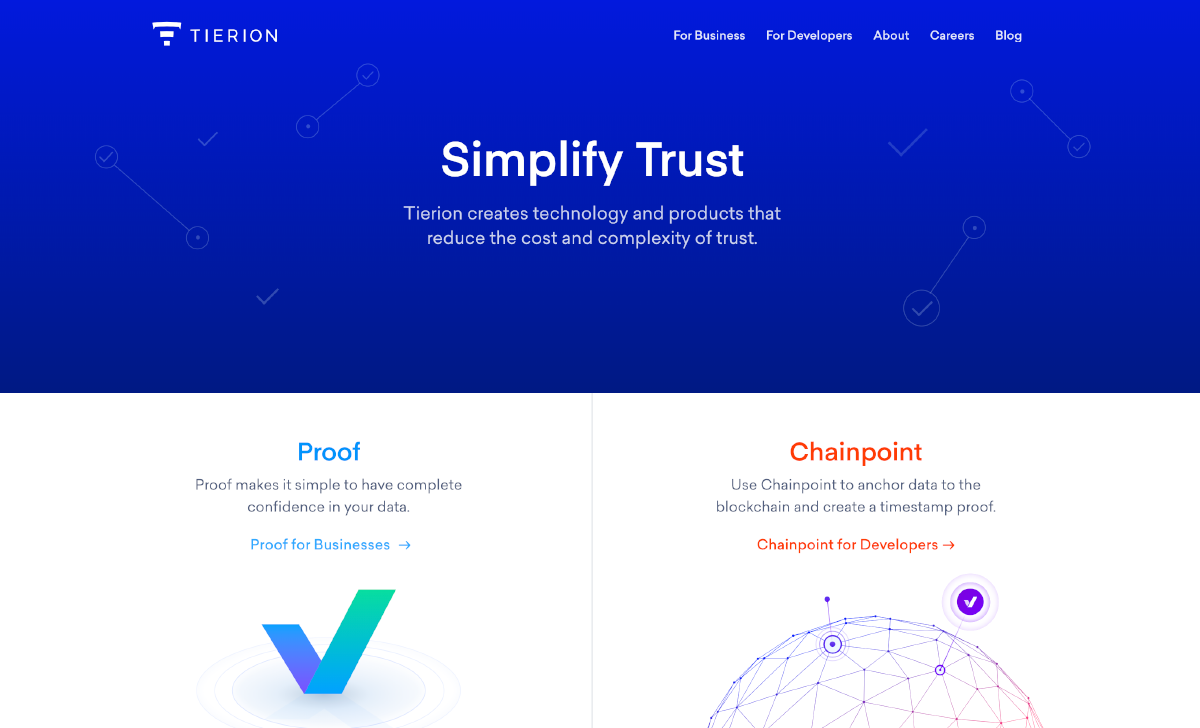 TIERION
For Business
For Developers
About
Careers
Blog
Simplify Trust
Tierion creates technology and products that
reduce the cost and complexity of trust.
Proof
Proof makes it simple to have complete
confidence in your data.
Proof for Businesses →
Chainpoint
Use Chainpoint to anchor data to the
blockchain and create a timestamp proof.
Chainpoint for Developers →